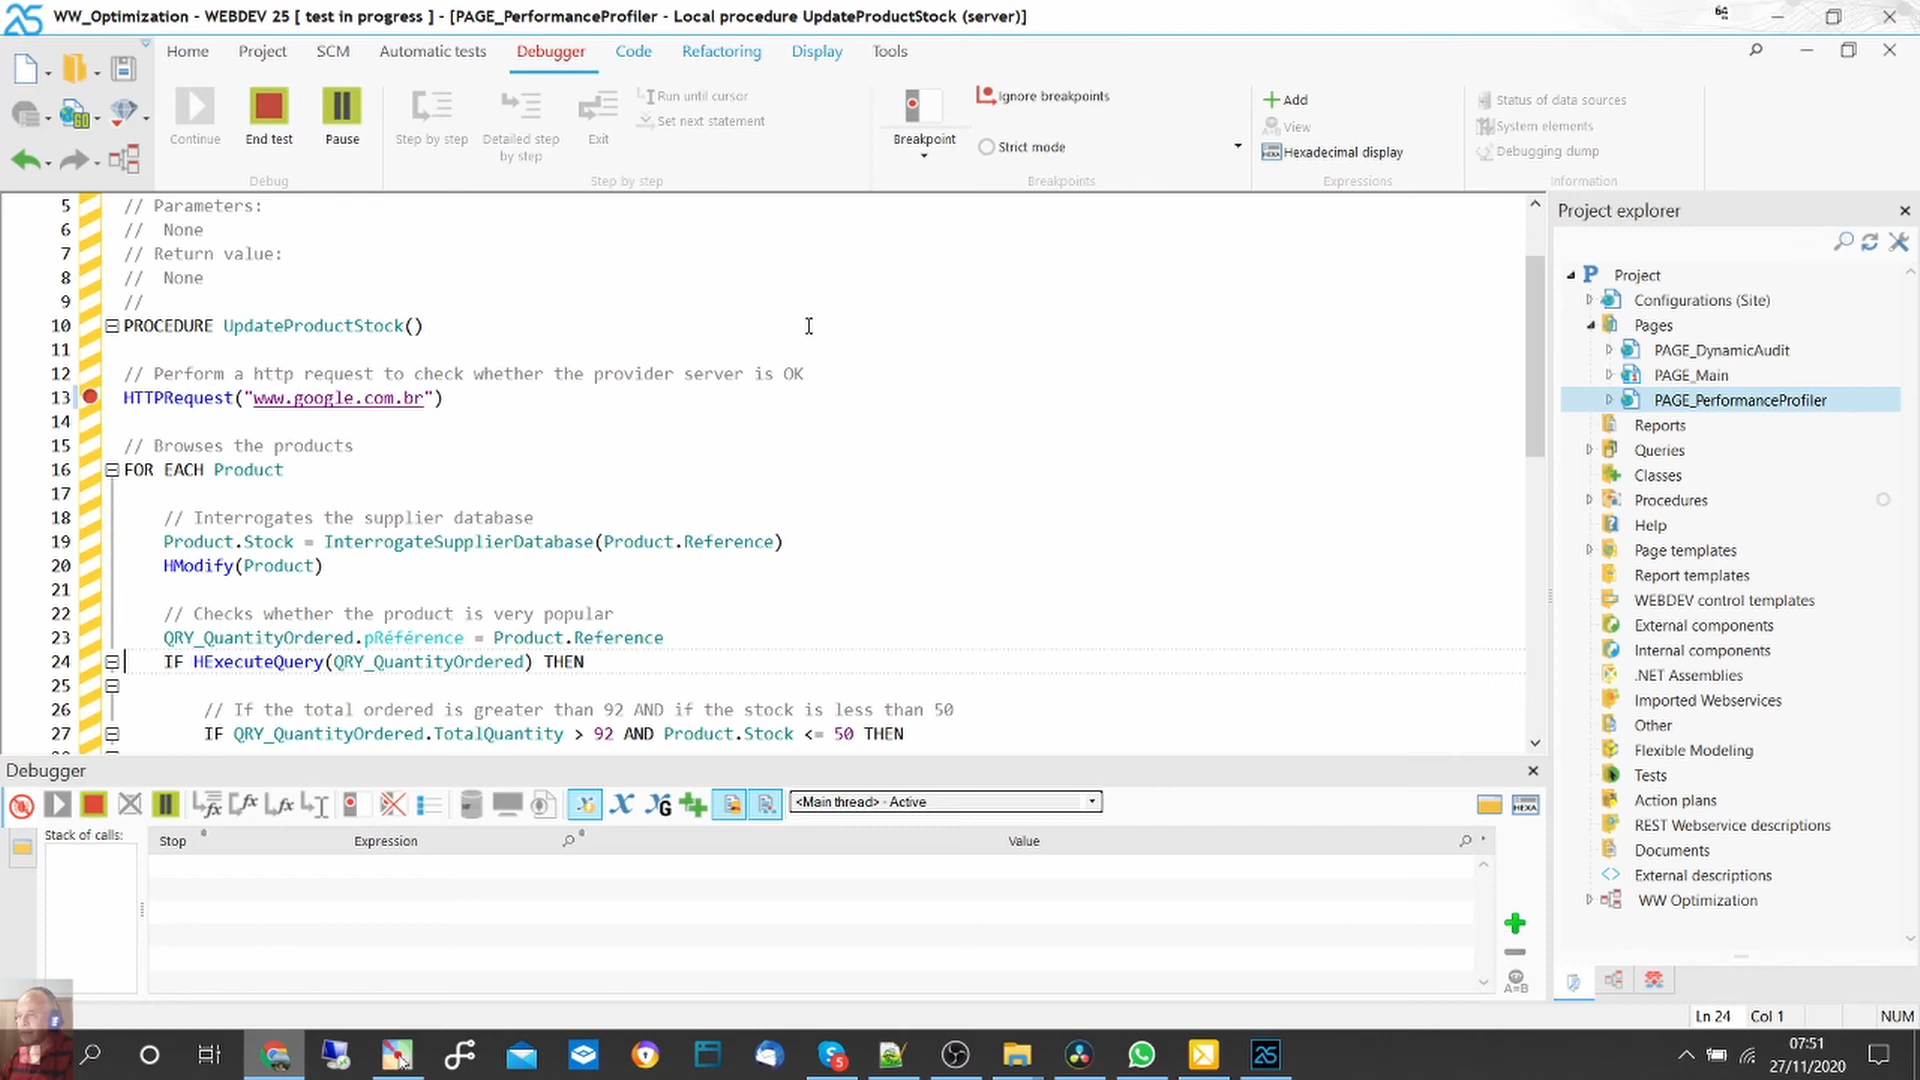 WW_Optimization - WEBDEV 25 [ test in progress ] - [PAGE_PerformanceProfiler - Local procedure UpdateProductStock (server)]
64
Home Project SCM Automatic tests Debugger Code Refactoring Display Tools
Continue
End test
Pause
Debug
Step by step
Detailed step by step
Exit
Run until cursor
Set next statement
Step by step
Breakpoint
Ignore breakpoints
Strict mode
Breakpoints
Add
View
Hexadecimal display
Expressions
Status of data sources
System elements
Debugging dump
Information
5 // Parameters:
6 // None
7 // Return value:
8 // None
9 //
10 PROCEDURE UpdateProductStock()
11
12 // Perform a http request to check whether the provider server is OK
13 HTTPRequest("www.google.com.br")
14
15 // Browses the products
16 FOR EACH Product
17
18 // Interrogates the supplier database
19 Product.Stock = InterrogateSupplierDatabase(Product.Reference)
20 HModify(Product)
21
22 // Checks whether the product is very popular
23 QRY_QuantityOrdered.pRéférence = Product.Reference
24 IF HExecuteQuery(QRY_QuantityOrdered) THEN
25
26 // If the total ordered is greater than 92 AND if the stock is less than 50
27 IF QRY_QuantityOrdered.TotalQuantity > 92 AND Product.Stock <= 50 THEN
Project explorer
Project
Configurations (Site)
Pages
PAGE_DynamicAudit
PAGE_Main
PAGE_PerformanceProfiler
Reports
Queries
Classes
Procedures
Help
Page templates
Report templates
WEBDEV control templates
External components
Internal components
.NET Assemblies
Imported Webservices
Other
Flexible Modeling
Tests
Action plans
REST Webservice descriptions
Documents
External descriptions
WW Optimization
Debugger
<Main thread> - Active
HEXA
Stack of calls:
Stop Expression Value
A=B
Ln 24 Col 1 NUM
07:51
27/11/2020